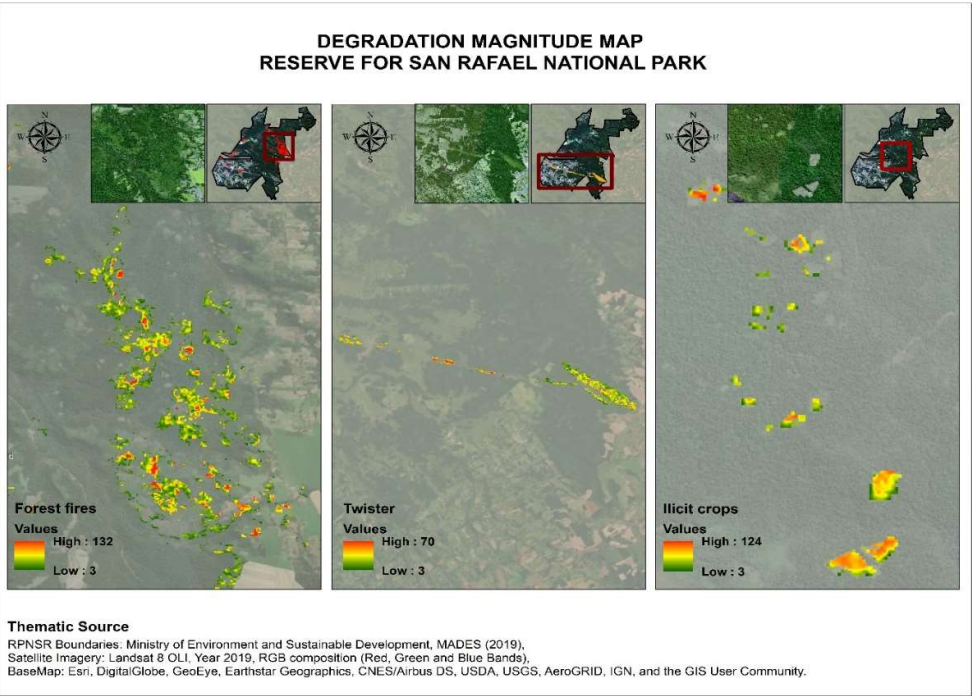 DEGRADATION MAGNITUDE MAP
RESERVE FOR SAN RAFAEL NATIONAL PARK
N
W E
S
N
W E
S
N
W E
S
Forest fires
Values
High : 132
Low : 3
Twister
Values
High : 70
Low : 3
Ilicit crops
Values
High : 124
Low : 3
Thematic Source
RPNSR Boundaries: Ministry of Environment and Sustainable Development, MADES (2019),
Satellite Imagery: Landsat 8 OLI, Year 2019, RGB composition (Red, Green and Blue Bands),
BaseMap: Esri, DigitalGlobe, GeoEye, Earthstar Geographics, CNES/Airbus DS, USDA, USGS, AeroGRID, IGN, and the GIS User Community.